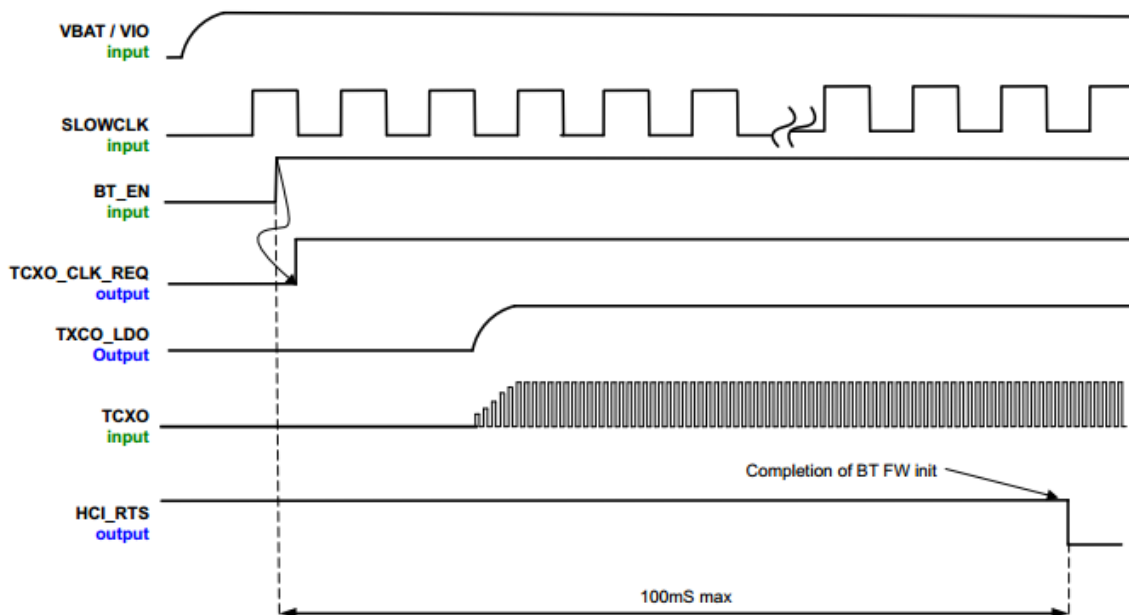 VBAT / VIO
input
SLOWCLK
input
BT_EN
input
TCXO_CLK_REQ
output
TXCO_LDO
Output
TCXO
input
Completion of BT FW init
HCI_RTS
output
100mS max